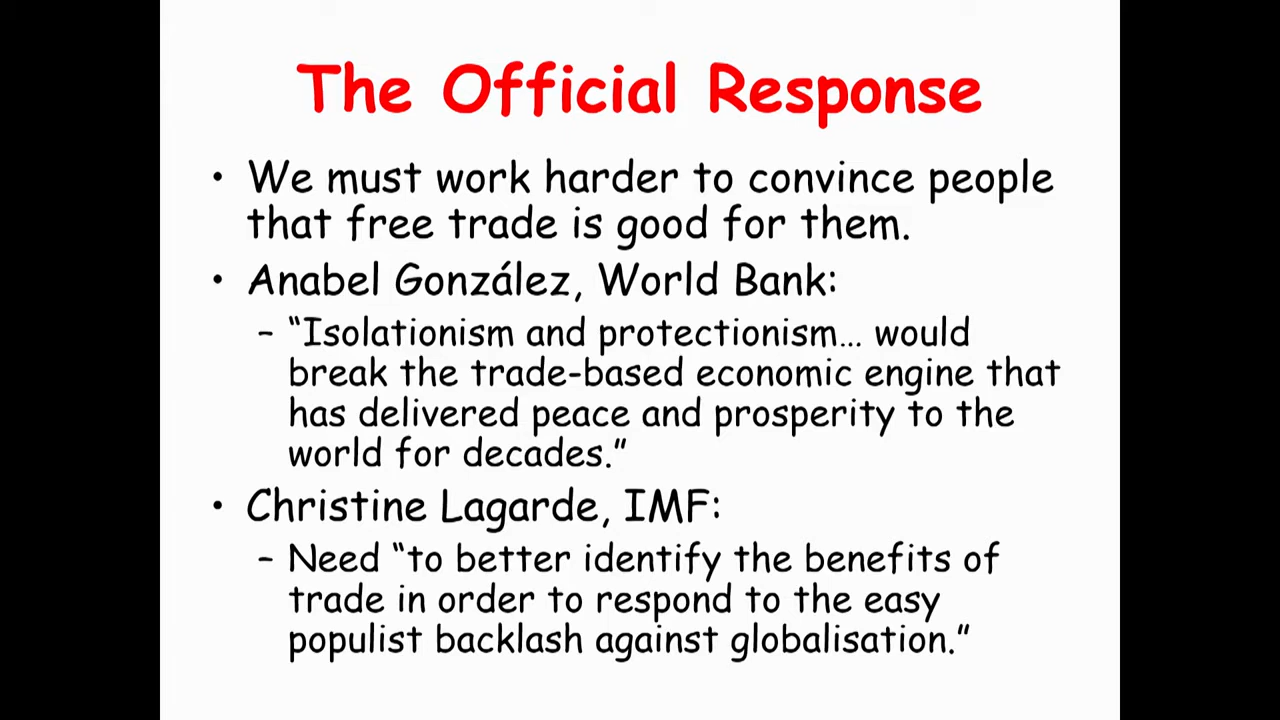 The Official Response
• We must work harder to convince people
that free trade is good for them.
• Anabel González, World Bank:
– “Isolationism and protectionism… would
break the trade-based economic engine that
has delivered peace and prosperity to the
world for decades.”
• Christine Lagarde, IMF:
– Need “to better identify the benefits of
trade in order to respond to the easy
populist backlash against globalisation.”